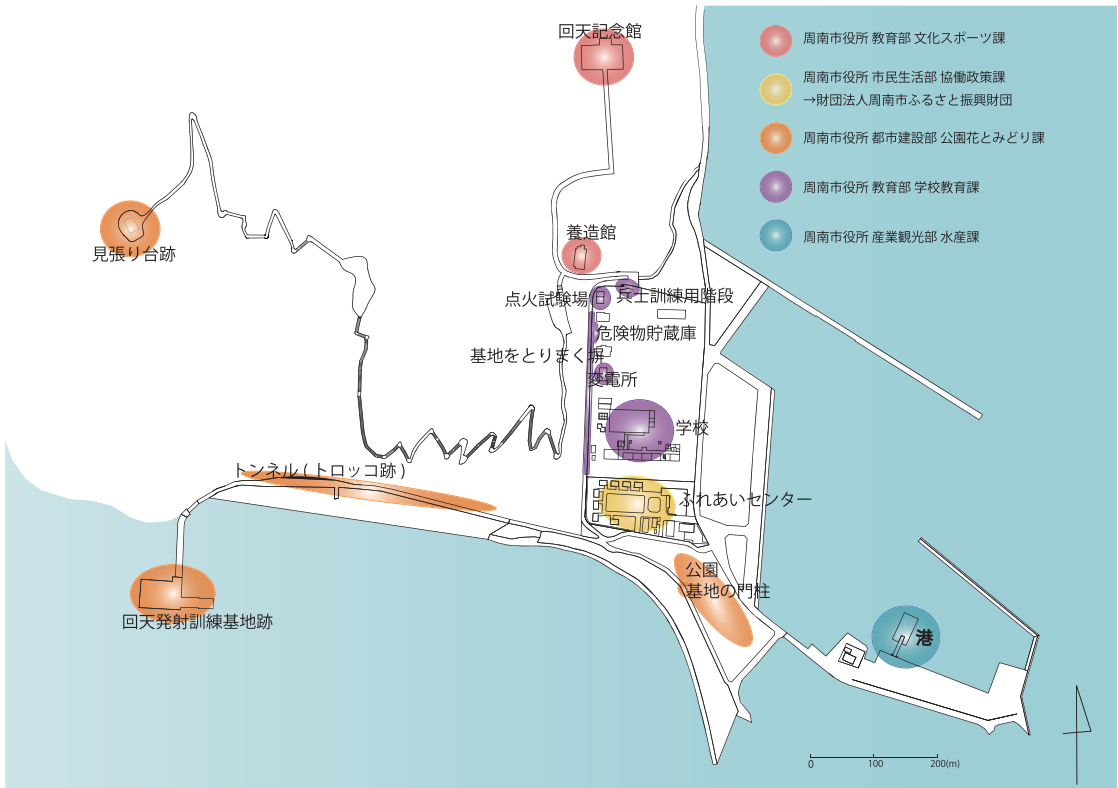 回天記念館
周南市役所 教育部 文化スポーツ課
周南市役所 市民生活部 協働政策課
→財団法人周南市ふるさと振興財団
周南市役所 都市建設部 公園花とみどり課
周南市役所 教育部 学校教育課
周南市役所 産業観光部 水産課
見張り台跡
養造館
点火試験場
兵士訓練用階段
危険物貯蔵庫
基地をとりまく塀
変電所
学校
トンネル(トロッコ跡)
ふれあいセンター
公園
基地の門柱
回天発射訓練基地跡
港
0 100 200(m)